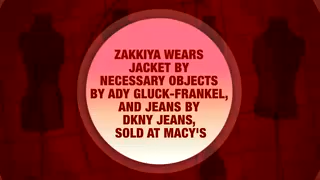 ZAKKIYA WEARS
JACKET BY
NECESSARY OBJECTS
BY ADY GLUCK-FRANKEL,
AND JEANS BY
DKNY JEANS,
SOLD AT MACY'S